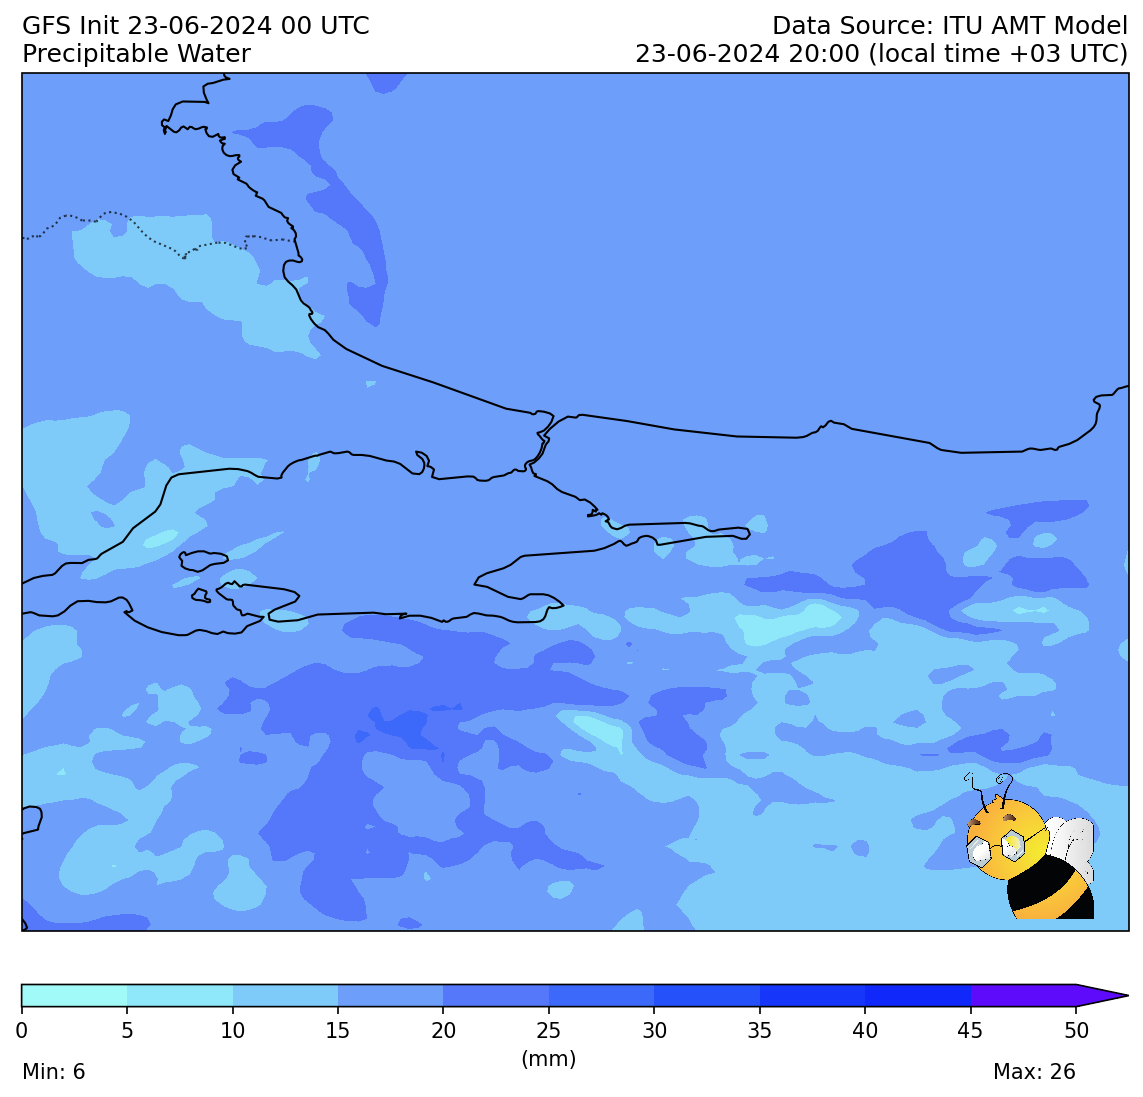 GFS Init 23-06-2024 00 UTC
Data Source: ITU AMT Model
Precipitable Water
23-06-2024 20:00 (local time +03 UTC)
0 5 10 15 20 25 30 35 40 45 50
(mm)
Min: 6
Max: 26